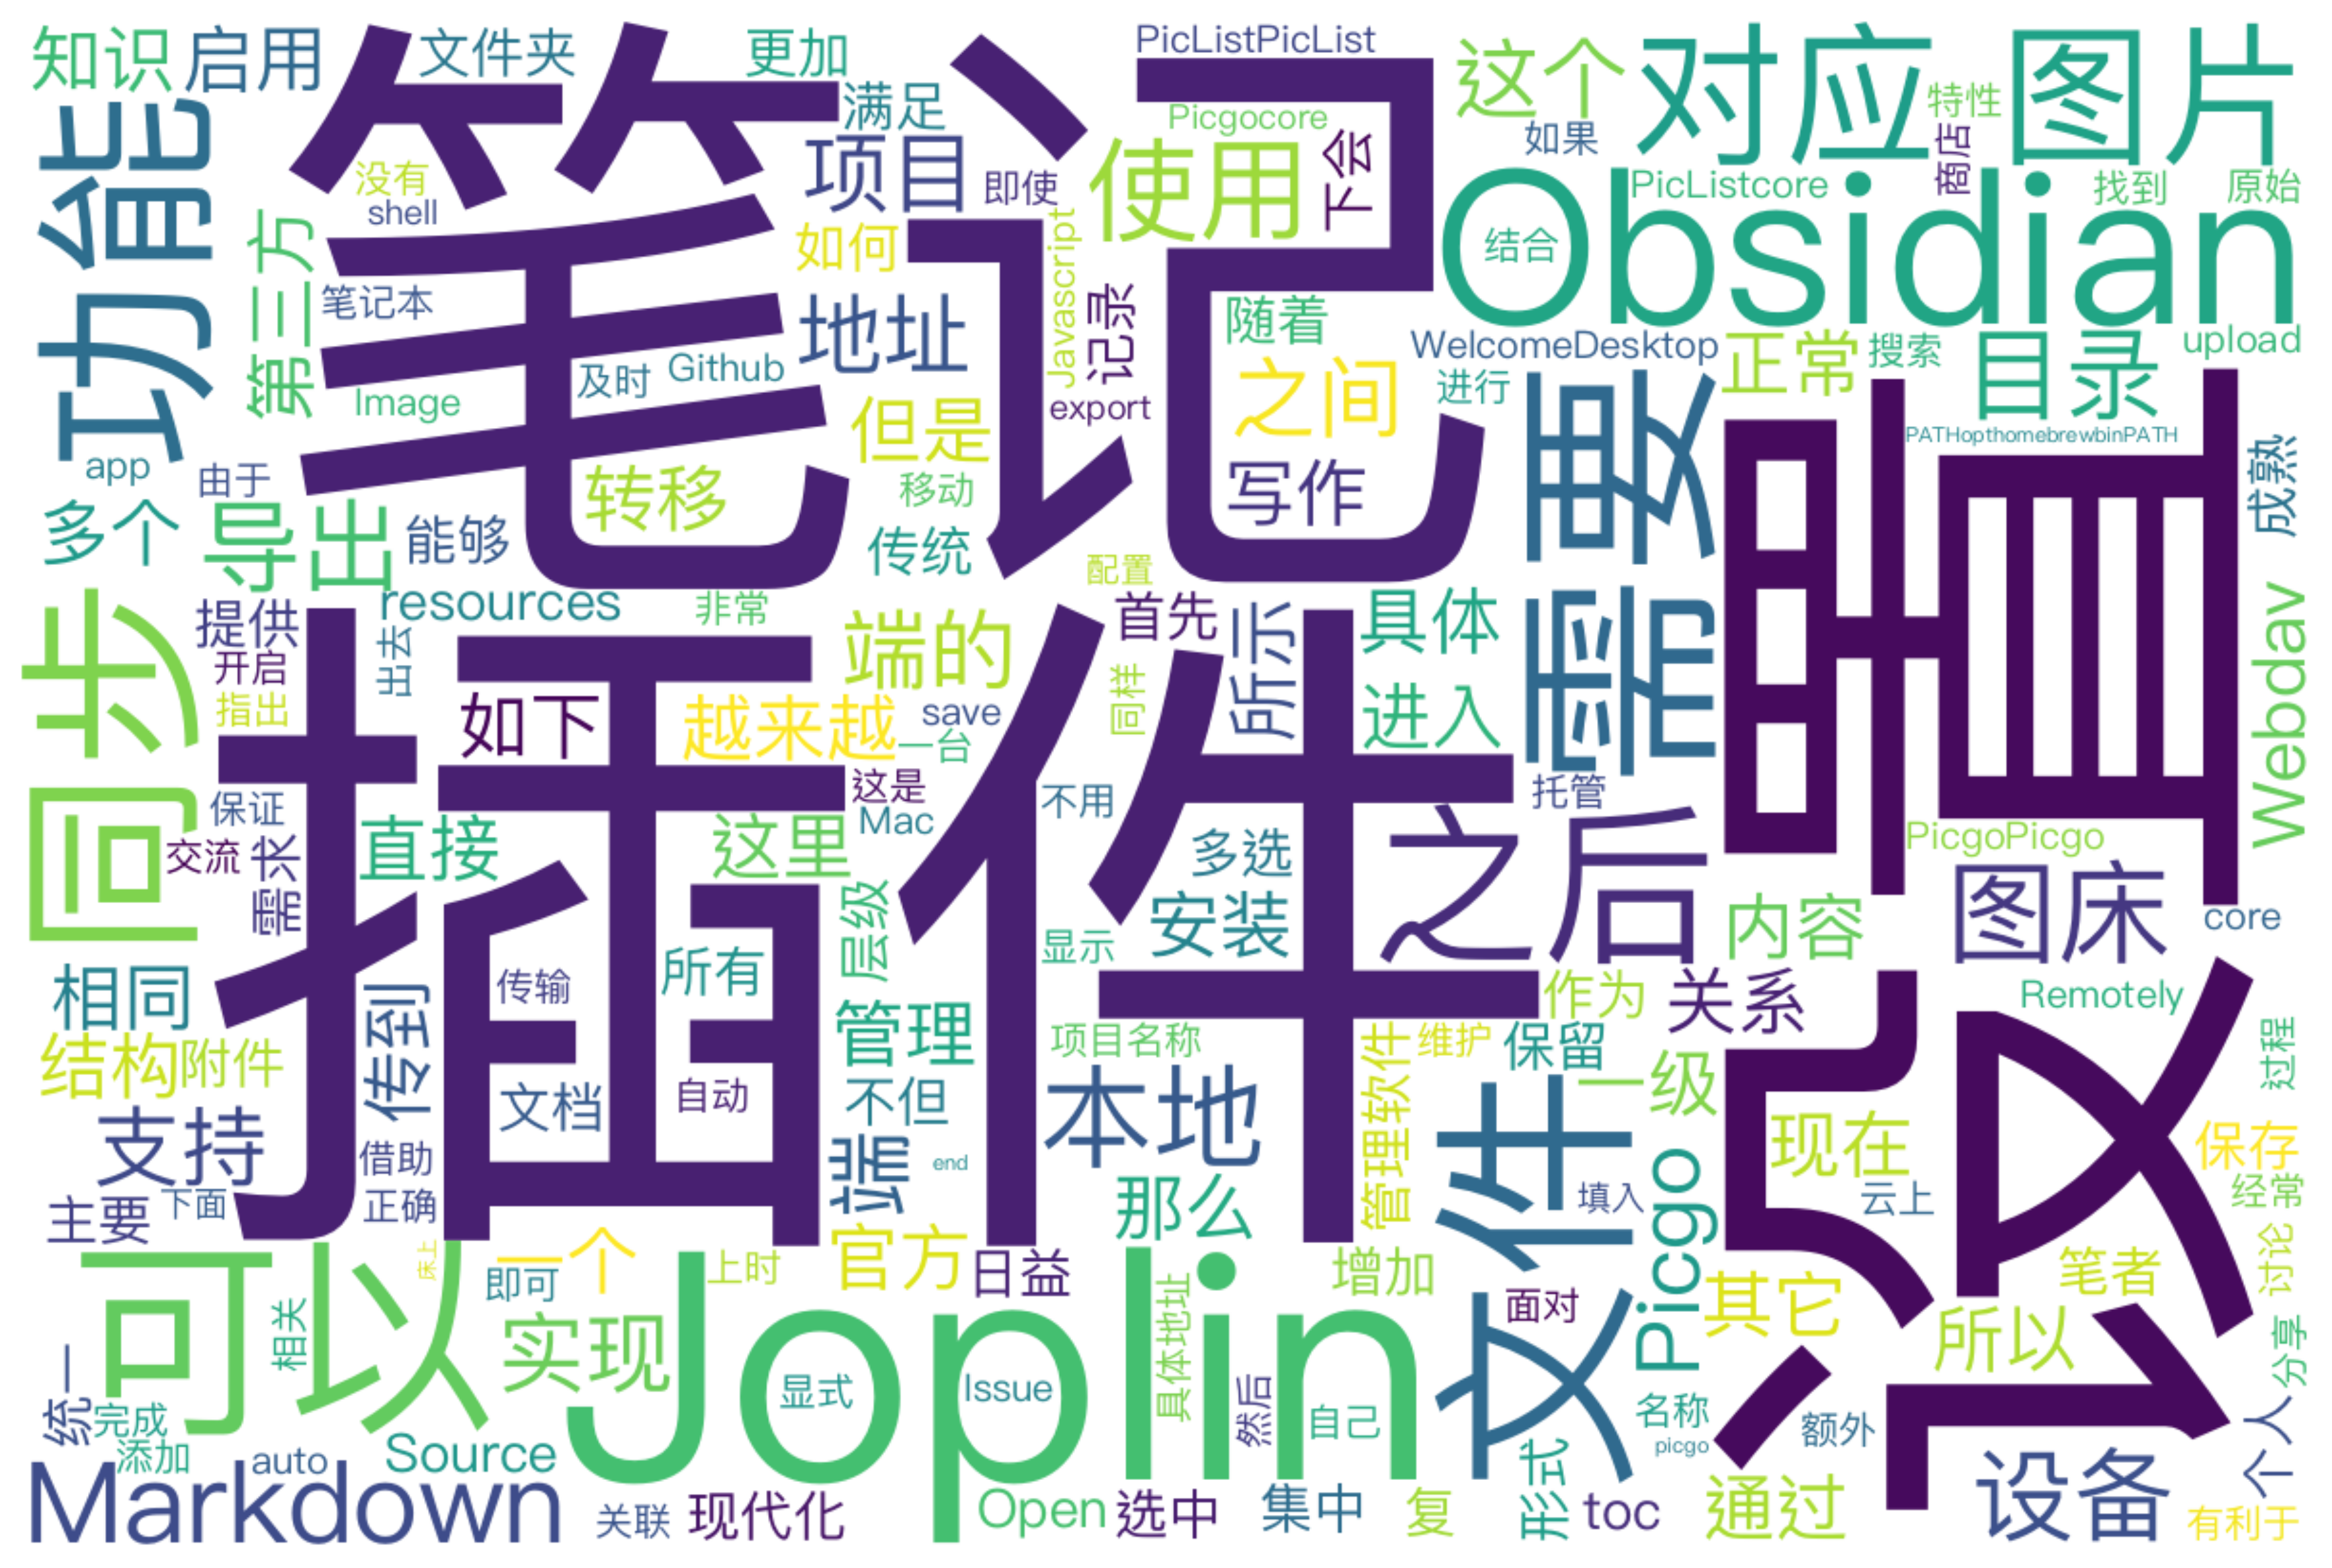 知识
启用
文件夹
更加
PicListPicList
这个
对应
图片
功能
笔记
满足
Picgocore
如果
特性
商店
没有
shell
项目
即使
使用
下会
PicListcore
找到
原始
Obsidian
结合
第三方
笔记本
如何
Javascript
记录
地址
随着
及时
Github
Image
export
之间
WelcomeDesktop
进行
正常
搜索
目录
upload
但是
写作
PATHopthomebrewbinPATH
成熟
app
由于
多个
能够
转移
移动
传统
配置
需要
设置
同步
提供
resources
非常
开启
指出
出去
端的
首先
所示
具体
进入
同样
Webdav
如下
越来越
save
一台
插件
这是
Mac
不用
托管
保证
交流
需求
直接
这里
多选
之后
PicgoPicgo
层级
安装
内容
图床
core
相同
传到
传输
所有
显示
作为
关系
Remotely
结构
附件
管理
项目名称
管理软件
维护
保留
一级
过程
支持
文档
自动
不但
本地
现在
保存
借助
端
end
文件
Picgo
填入
云上
经常
主要
下面
正确
那么
可以
床上
一个
即可
上时
官方
日益
增加
面对
其它
笔者
讨论
相关
实现
Joplin
具体地址
所以
分享
统一
完成
显式
Issue
然后
自己
名称
额外
个人
添加
auto
Source
picgo
Markdown
关联
现代化
Open
选中
集中
复
形式
toc
通过
设备
有利于